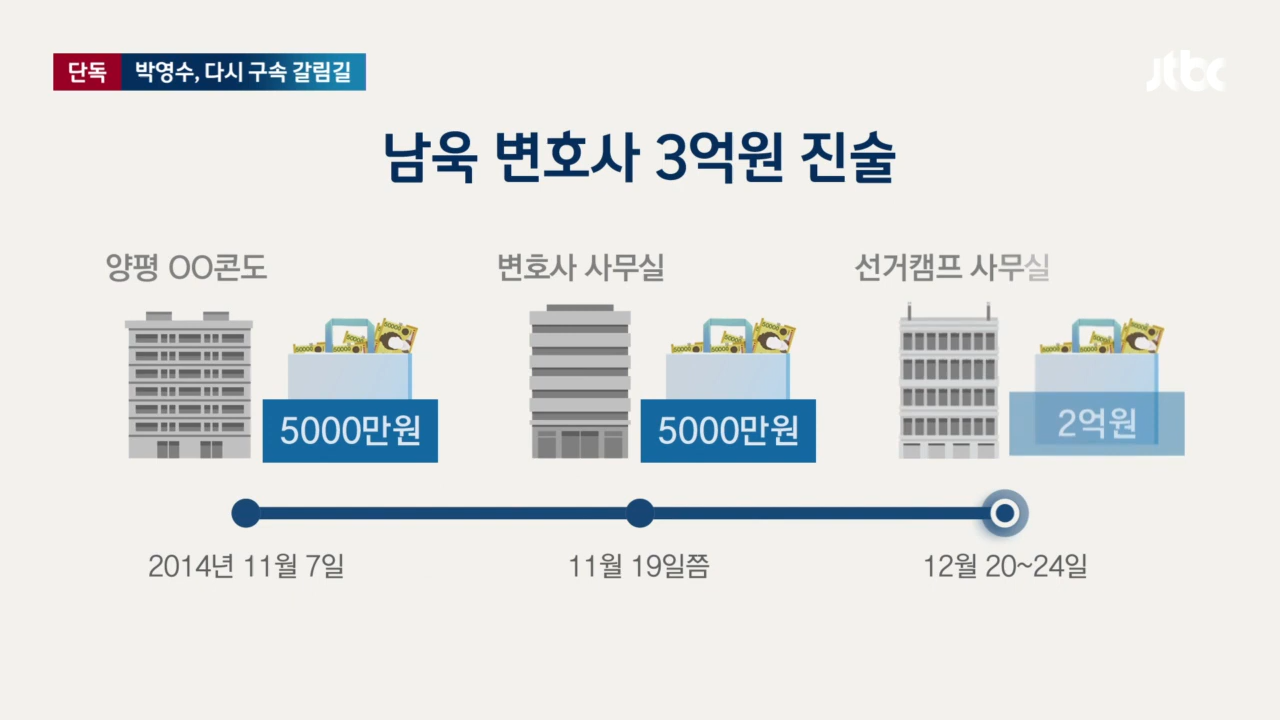 단독 박영수, 다시 구속 갈림길
jtbc
남욱 변호사 3억원 진술
양평 OO콘도
변호사 사무실
선거캠프 사무실
5000만원
5000만원
2억원
2014년 11월 7일
11월 19일쯤
12월 20~24일